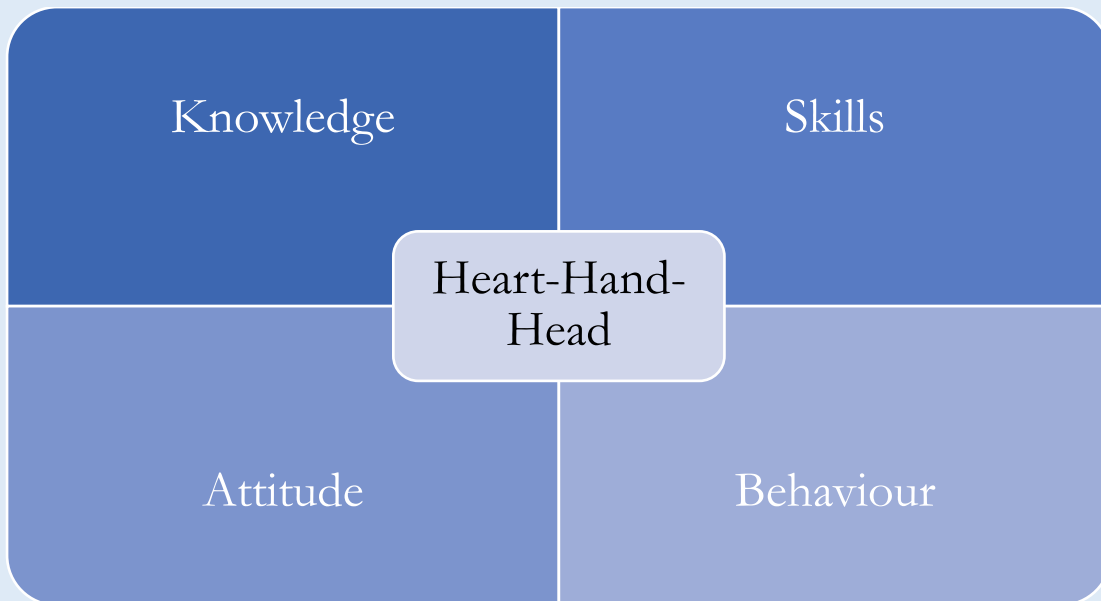 Knowledge
Skills
Heart-Hand-
Head
Attitude
Behaviour